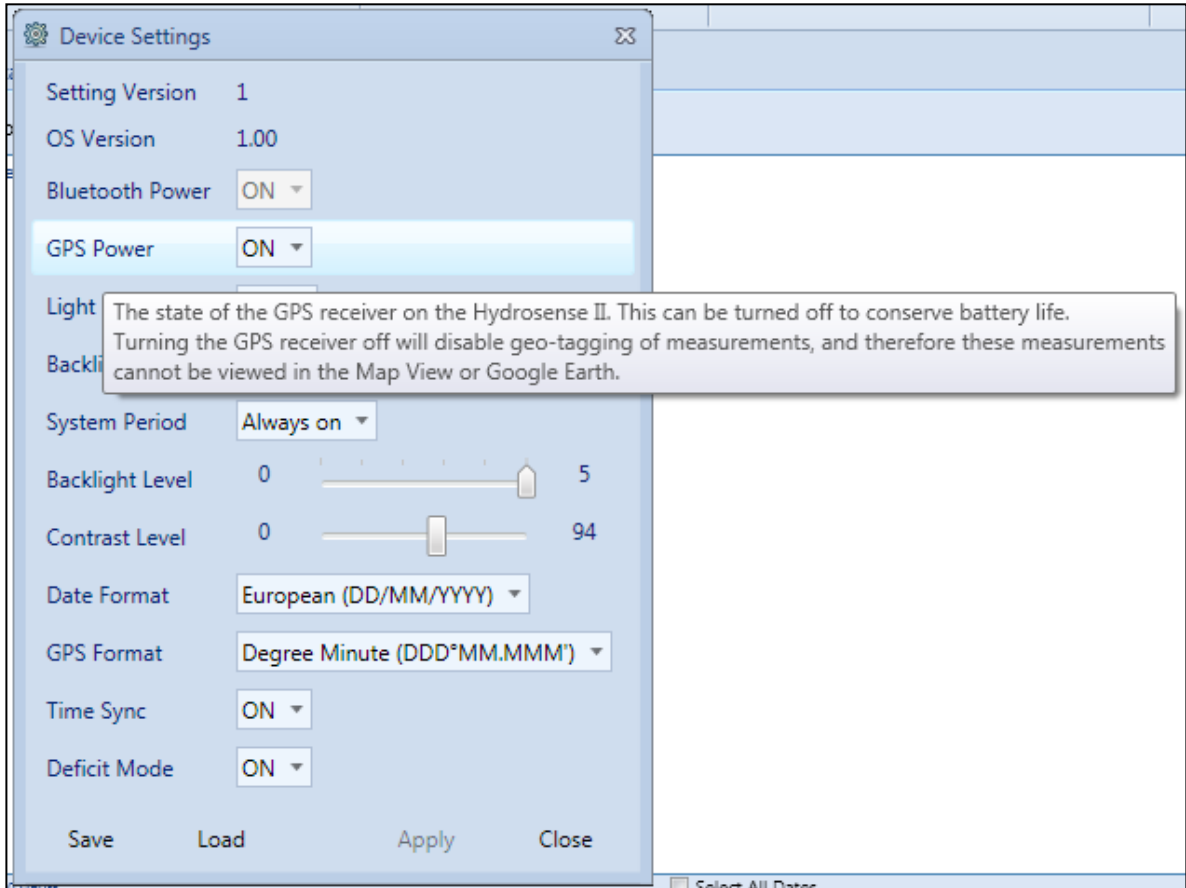 Device Settings
Setting Version 1
OS Version 1.00
Bluetooth Power ON
GPS Power ON
Light
The state of the GPS receiver on the Hydrosense II. This can be turned off to conserve battery life.
Turning the GPS receiver off will disable geo-tagging of measurements, and therefore these measurements
cannot be viewed in the Map View or Google Earth.
System Period Always on
Backlight Level 0 5
Contrast Level 0 94
Date Format European (DD/MM/YYYY)
GPS Format Degree Minute (DDD°MM.MMM')
Time Sync ON
Deficit Mode ON
Save Load Apply Close
Select All Dates